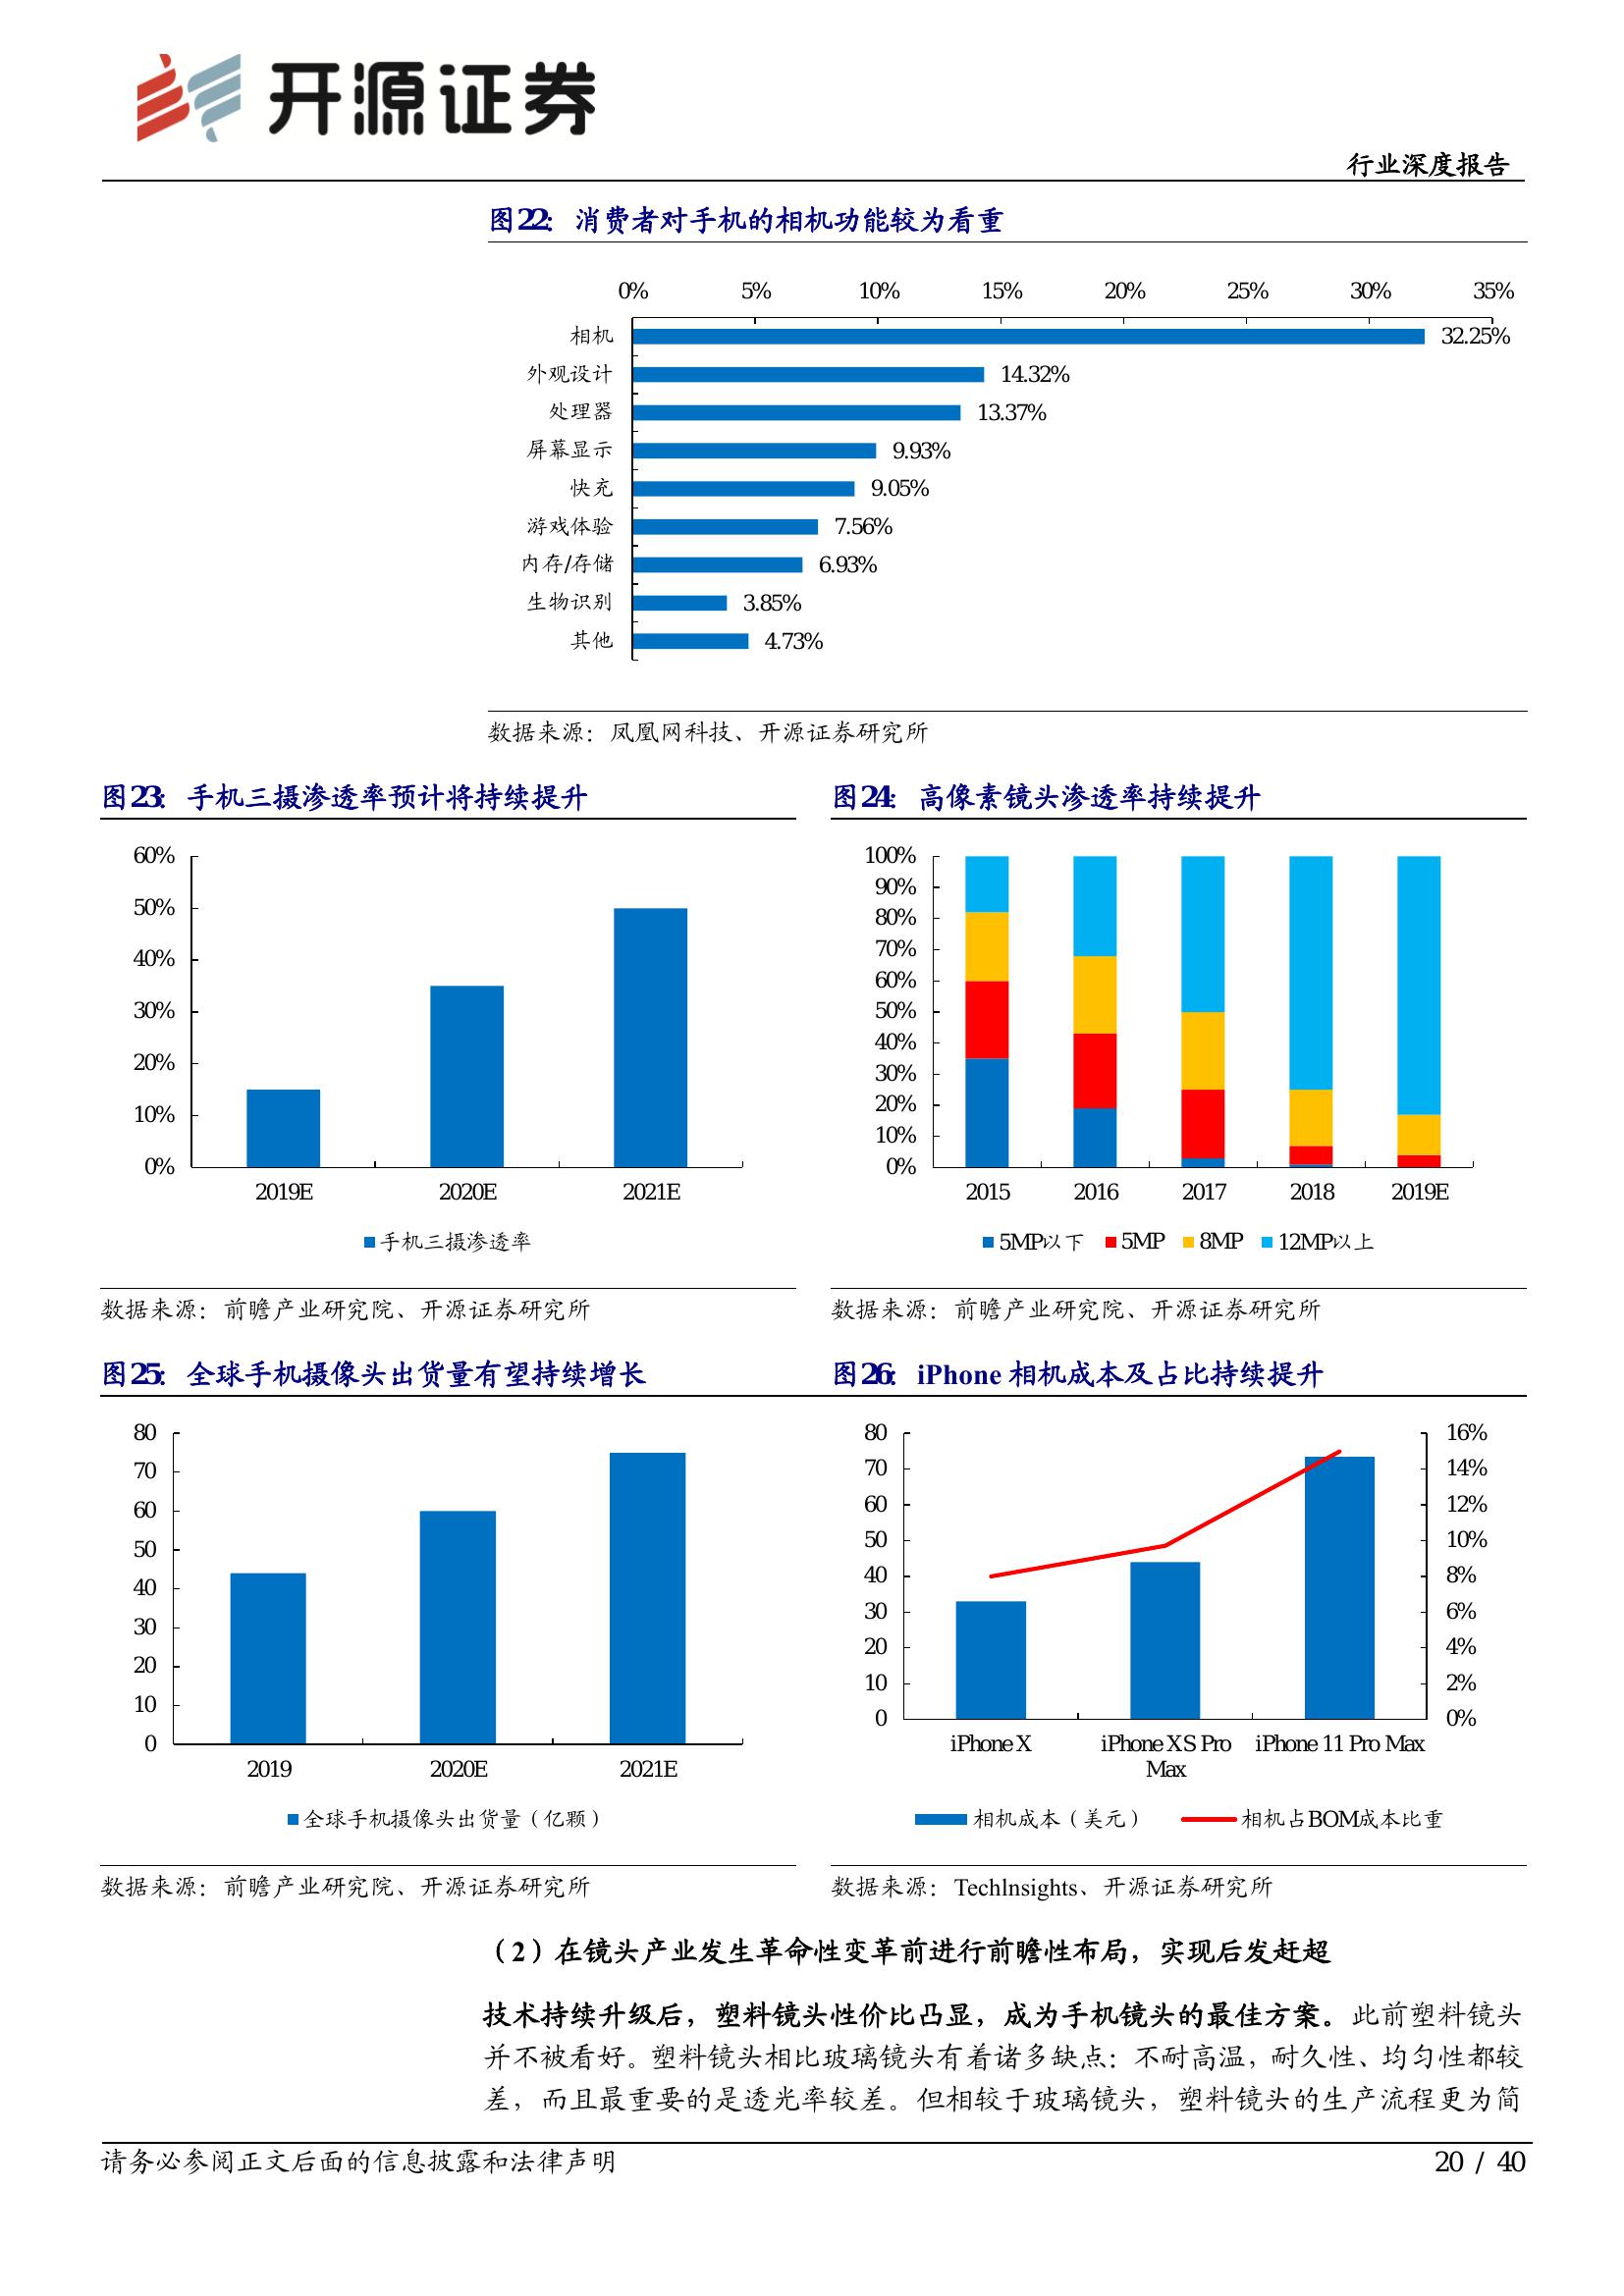 开源证券
行业深度报告
图22：消费者对手机的相机功能较为看重
0% 5% 10% 15% 20% 25% 30% 35%
相机 32.25%
外观设计 14.32%
处理器 13.37%
屏幕显示 9.93%
快充 9.05%
游戏体验 7.56%
内存/存储 6.93%
生物识别 3.85%
其他 4.73%
数据来源：凤凰网科技、开源证券研究所
图23：手机三摄渗透率预计将持续提升
60%
50%
40%
30%
20%
10%
0%
2019E 2020E 2021E
手机三摄渗透率
数据来源：前瞻产业研究院、开源证券研究所
图24：高像素镜头渗透率持续提升
100%
90%
80%
70%
60%
50%
40%
30%
20%
10%
0%
2015 2016 2017 2018 2019E
5MP以下 5MP 8MP 12MP以上
数据来源：前瞻产业研究院、开源证券研究所
图25：全球手机摄像头出货量有望持续增长
80
70
60
50
40
30
20
10
0
2019 2020E 2021E
全球手机摄像头出货量（亿颗）
数据来源：前瞻产业研究院、开源证券研究所
图26：iPhone 相机成本及占比持续提升
80 16%
70 14%
60 12%
50 10%
40 8%
30 6%
20 4%
10 2%
0 0%
iPhone X iPhone XS Pro iPhone 11 Pro Max
Max
相机成本（美元） 相机占BOM成本比重
数据来源：Techlnsights、开源证券研究所
（2）在镜头产业发生革命性变革前进行前瞻性布局，实现后发赶超
技术持续升级后，塑料镜头性价比凸显，成为手机镜头的最佳方案。此前塑料镜头
并不被看好。塑料镜头相比玻璃镜头有着诸多缺点：不耐高温，耐久性、均匀性都较
差，而且最重要的是透光率较差。但相较于玻璃镜头，塑料镜头的生产流程更为简
请务必参阅正文后面的信息披露和法律声明 20 / 40